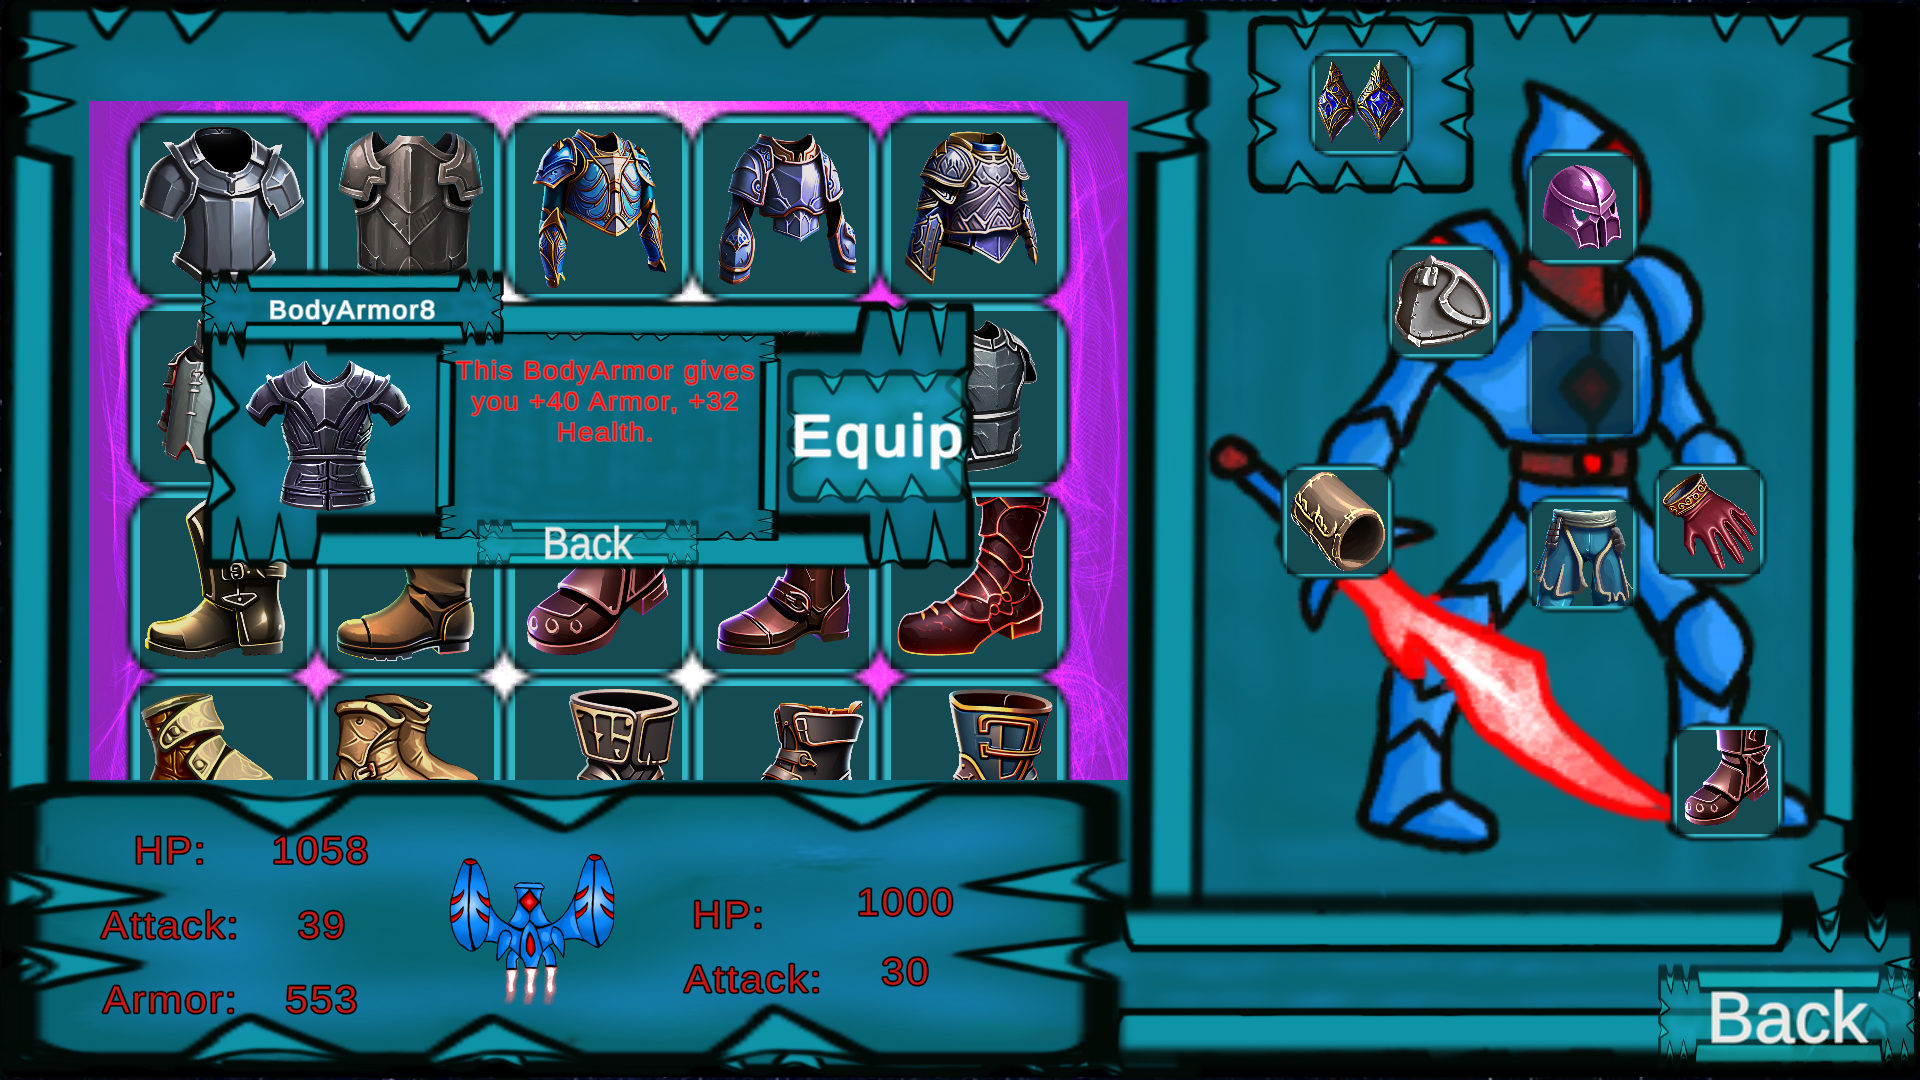 BodyArmor8
This BodyArmor gives
you +40 Armor, +32
Health.
Equip
Back
HP: 1058
Attack: 39
Armor: 553
HP: 1000
Attack: 30
Back